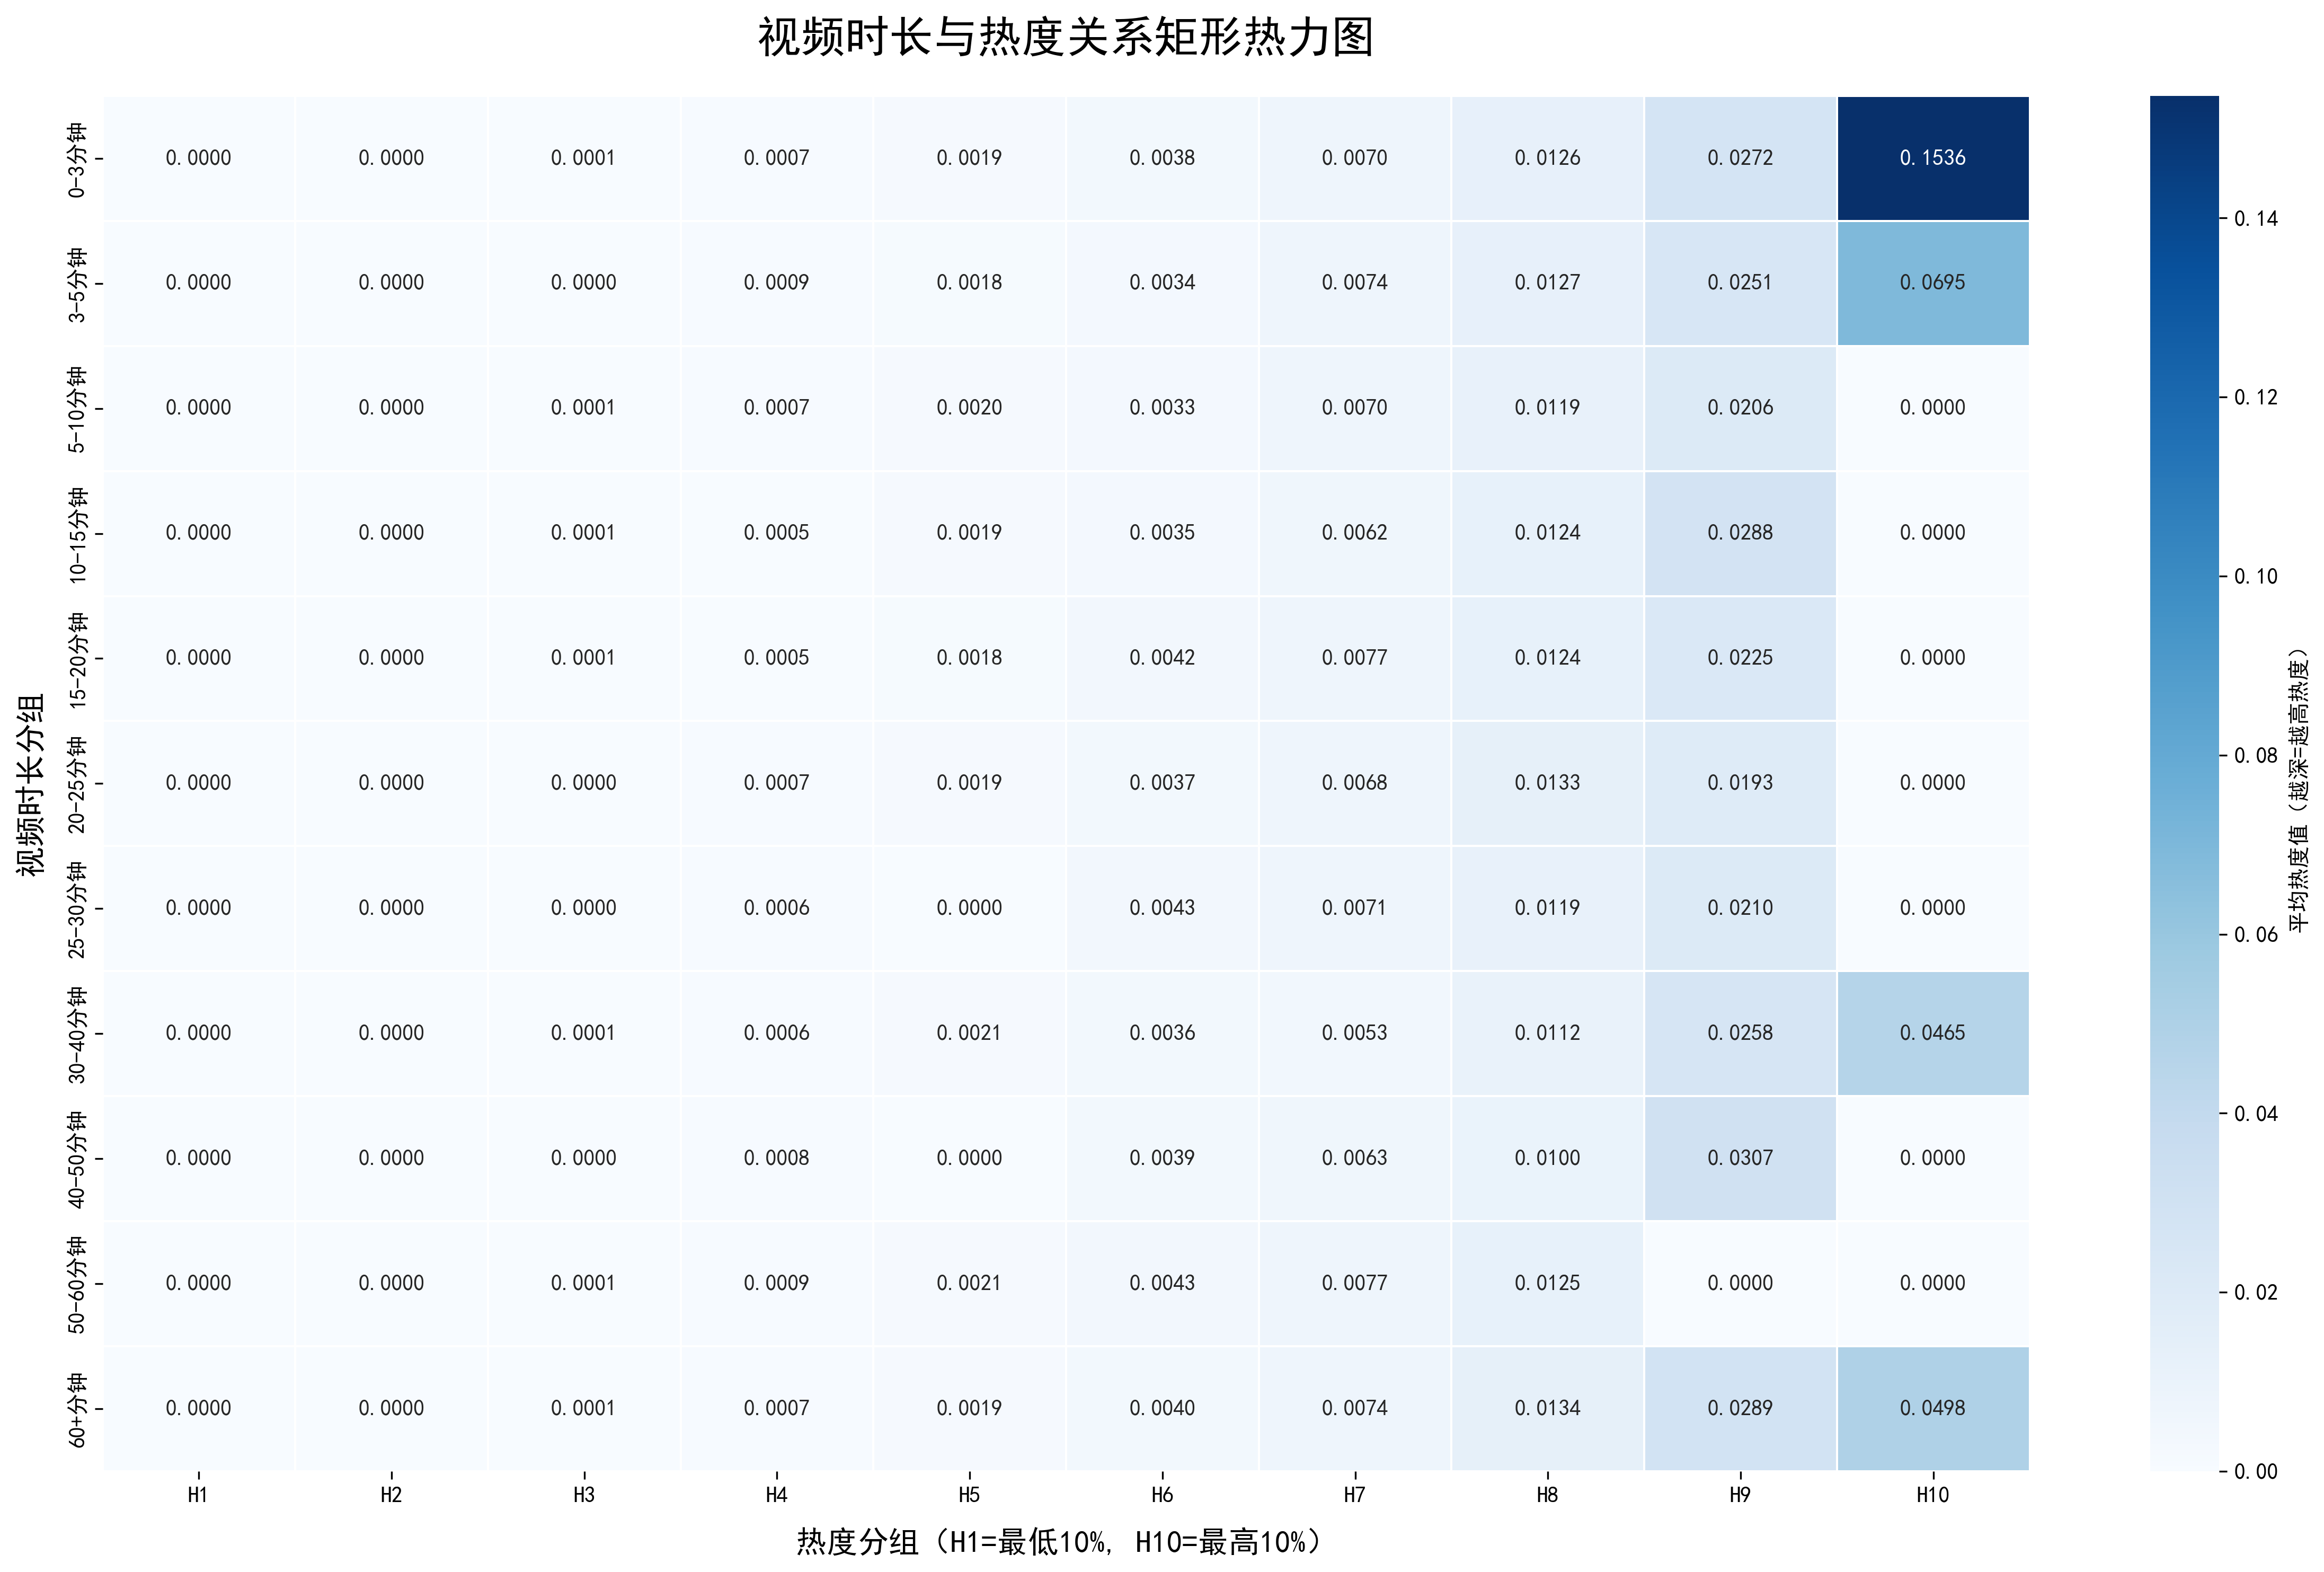 视频时长与热度关系矩形热力图
视频时长分组
0-3分钟 0.0000 0.0000 0.0001 0.0007 0.0019 0.0038 0.0070 0.0126 0.0272 0.1536
3-5分钟 0.0000 0.0000 0.0000 0.0009 0.0018 0.0034 0.0074 0.0127 0.0251 0.0695
5-10分钟 0.0000 0.0000 0.0001 0.0007 0.0020 0.0033 0.0070 0.0119 0.0206 0.0000
10-15分钟 0.0000 0.0000 0.0001 0.0005 0.0019 0.0035 0.0062 0.0124 0.0288 0.0000
15-20分钟 0.0000 0.0000 0.0001 0.0005 0.0018 0.0042 0.0077 0.0124 0.0225 0.0000
20-25分钟 0.0000 0.0000 0.0000 0.0007 0.0019 0.0037 0.0068 0.0133 0.0193 0.0000
25-30分钟 0.0000 0.0000 0.0000 0.0006 0.0000 0.0043 0.0071 0.0119 0.0210 0.0000
30-40分钟 0.0000 0.0000 0.0001 0.0006 0.0021 0.0036 0.0053 0.0112 0.0258 0.0465
40-50分钟 0.0000 0.0000 0.0000 0.0008 0.0000 0.0039 0.0063 0.0100 0.0307 0.0000
50-60分钟 0.0000 0.0000 0.0001 0.0009 0.0021 0.0043 0.0077 0.0125 0.0000 0.0000
60+分钟 0.0000 0.0000 0.0001 0.0007 0.0019 0.0040 0.0074 0.0134 0.0289 0.0498
H1 H2 H3 H4 H5 H6 H7 H8 H9 H10
热度分组（H1=最低10%, H10=最高10%）
0.14
0.12
0.10
0.08
0.06
0.04
0.02
0.00
平均热度值（越深=越高热度）